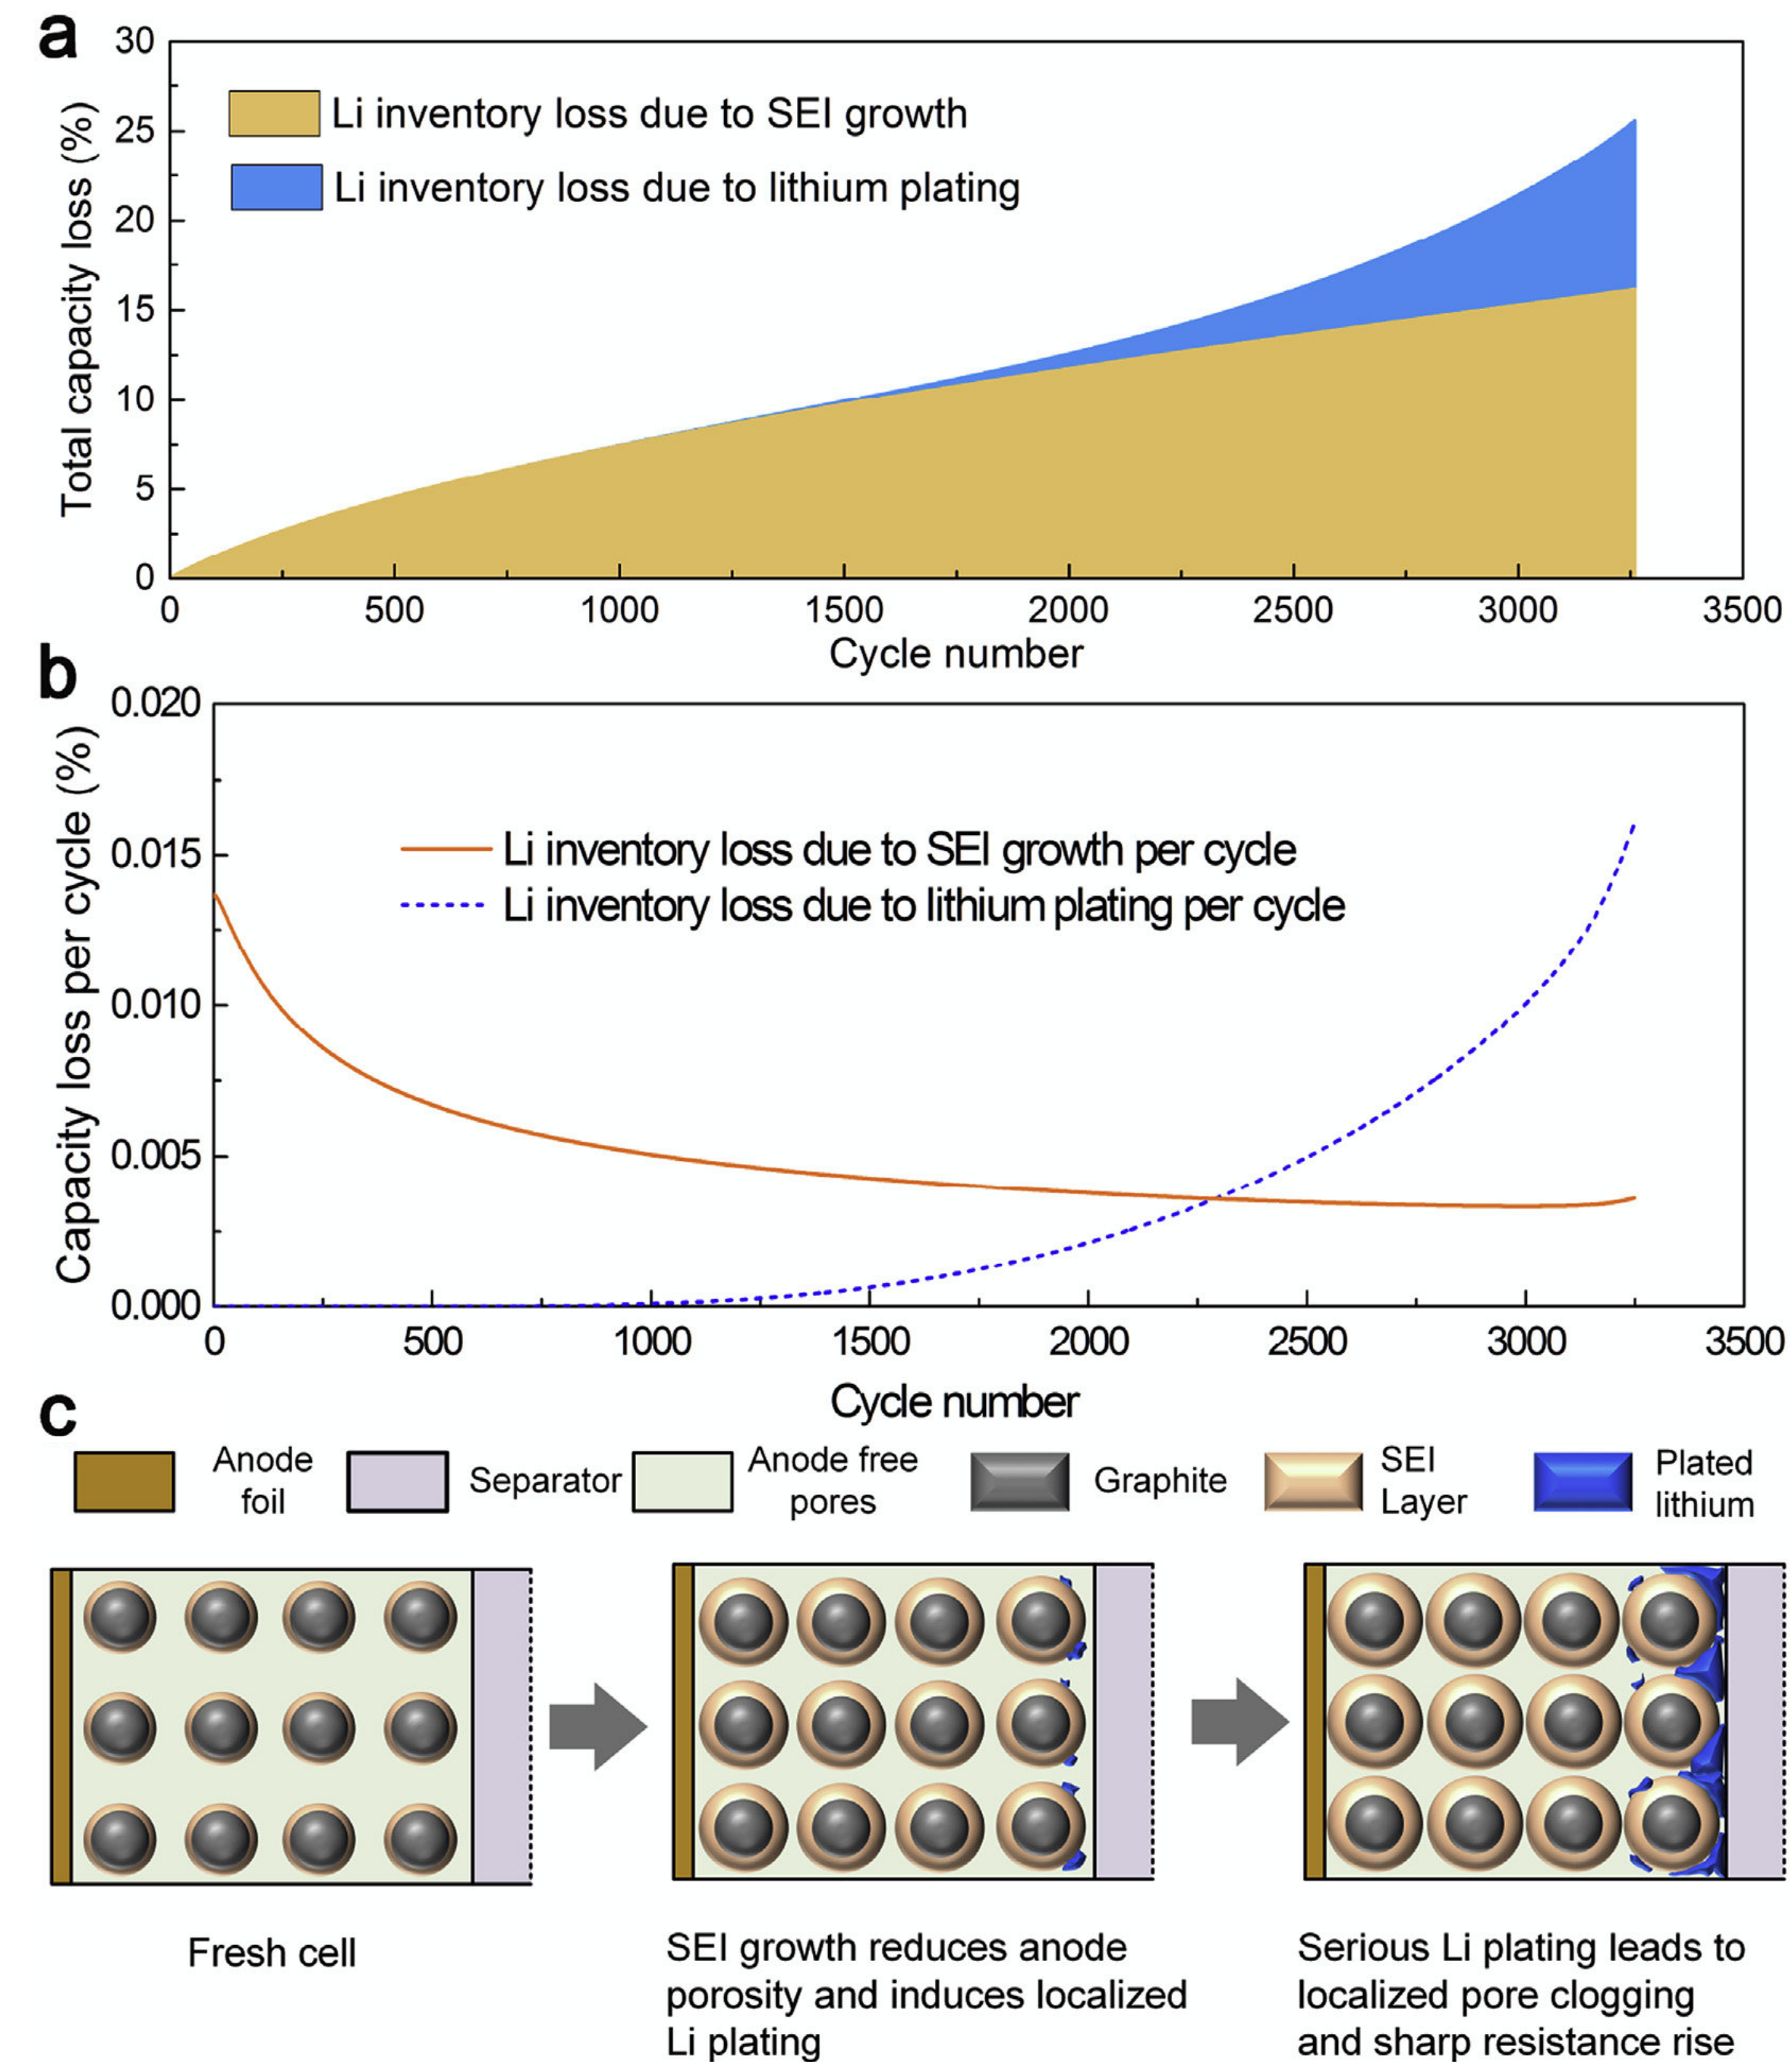 a
30
25
20
15
10
5
0
Total capacity loss (%)
Li inventory loss due to SEI growth
Li inventory loss due to lithium plating
0 500 1000 1500 2000 2500 3000 3500
Cycle number
b
0.020
0.015
0.010
0.005
0.000
Capacity loss per cycle (%)
Li inventory loss due to SEI growth per cycle
Li inventory loss due to lithium plating per cycle
0 500 1000 1500 2000 2500 3000 3500
Cycle number
c
Anode
foil
Separator
Anode free
pores
Graphite
SEI
Layer
Plated
lithium
Fresh cell
SEI growth reduces anode
porosity and induces localized
Li plating
Serious Li plating leads to
localized pore clogging
and sharp resistance rise